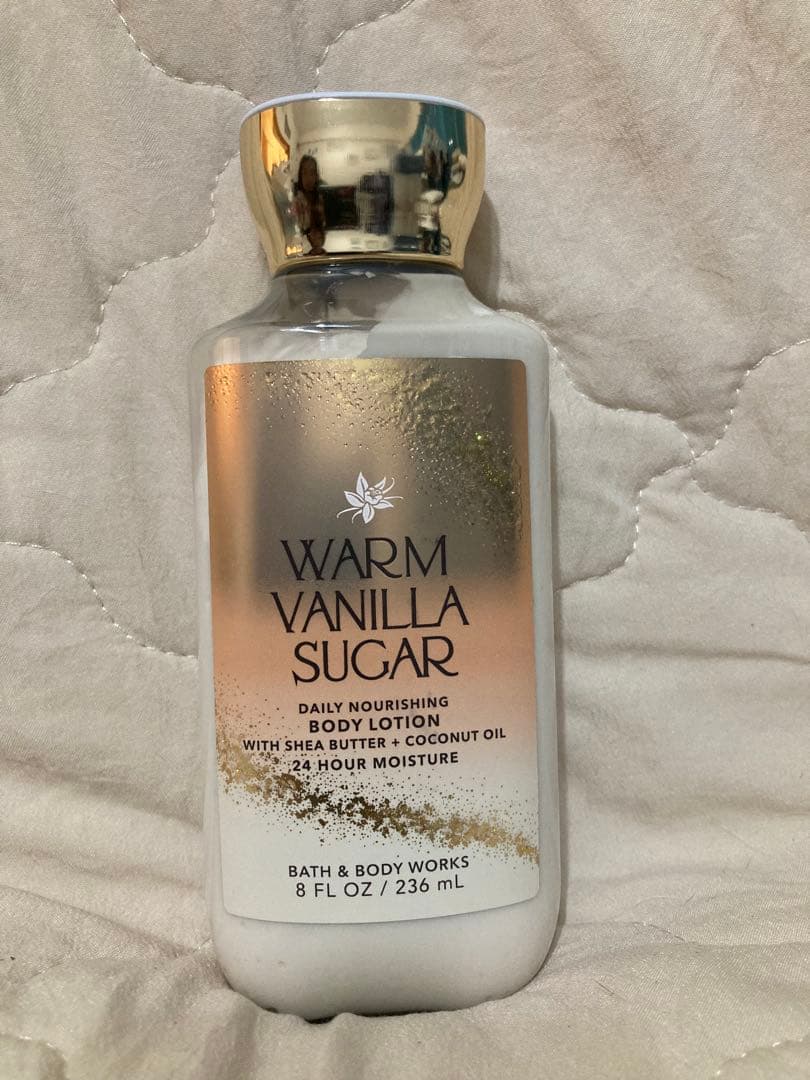 WARM
VANILLA
SUGAR
DAILY NOURISHING
BODY LOTION
WITH SHEA BUTTER + COCONUT OIL
24 HOUR MOISTURE
BATH & BODY WORKS
8 FL OZ / 236 mL